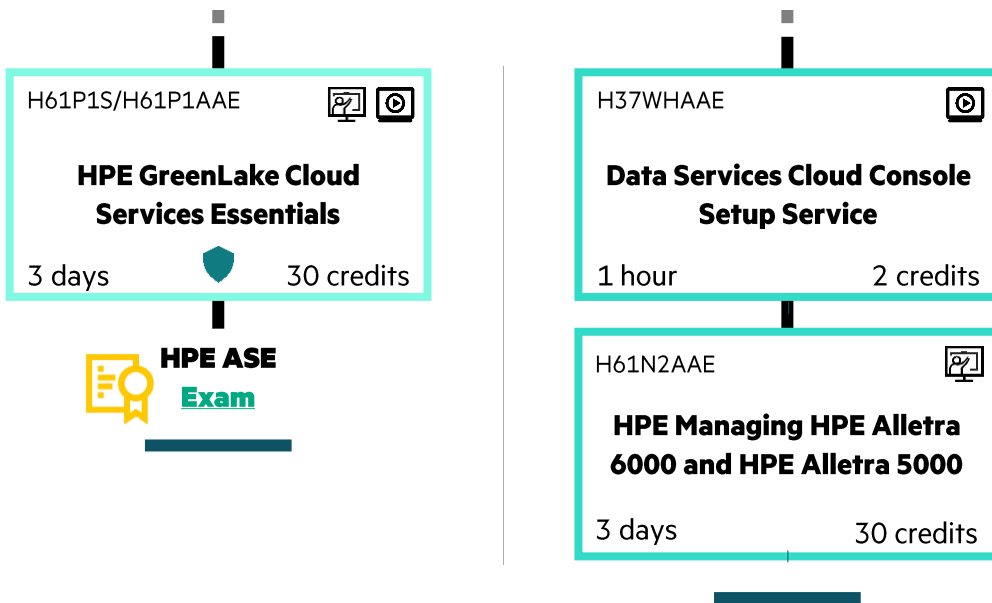 H61P1S/H61P1AAE
HPE GreenLake Cloud
Services Essentials
3 days
30 credits
HPE ASE
Exam
H37WHAAE
Data Services Cloud Console
Setup Service
1 hour
2 credits
H61N2AAE
HPE Managing HPE Alletra
6000 and HPE Alletra 5000
3 days
30 credits